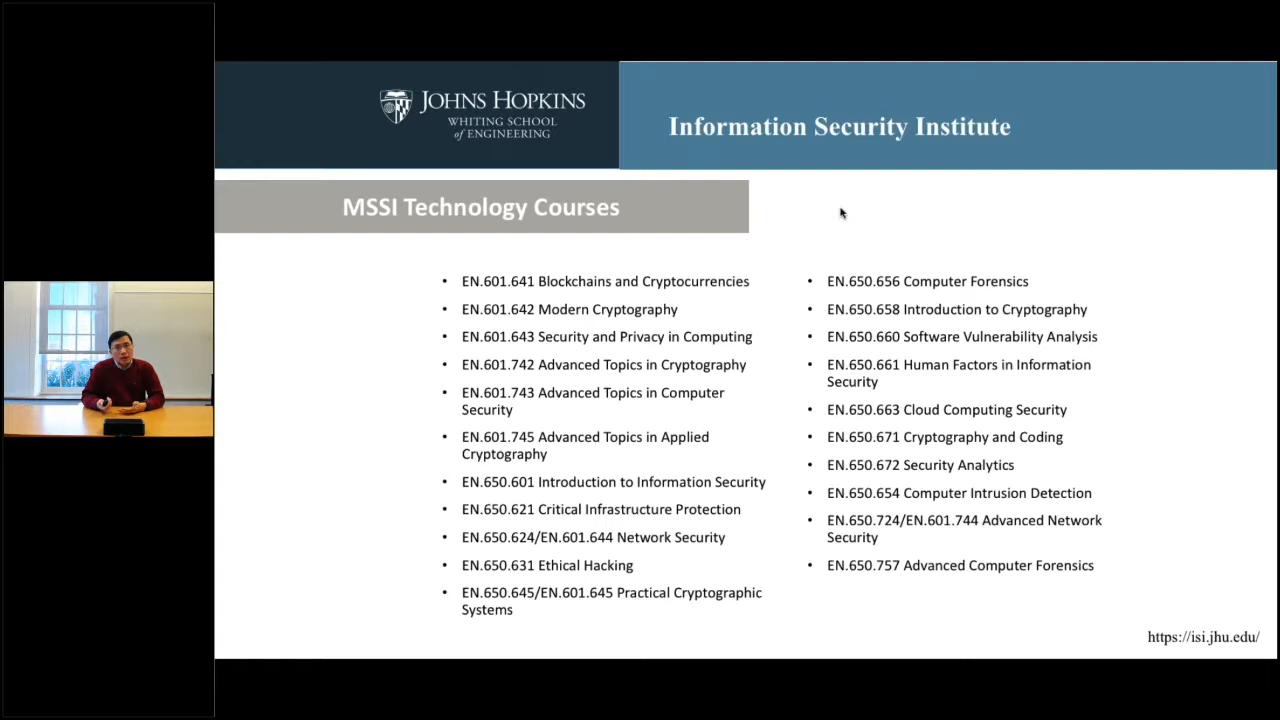 JOHNS HOPKINS
WHITING SCHOOL
of ENGINEERING
Information Security Institute
MSSI Technology Courses
• EN.601.641 Blockchains and Cryptocurrencies
• EN.601.642 Modern Cryptography
• EN.601.643 Security and Privacy in Computing
• EN.601.742 Advanced Topics in Cryptography
• EN.601.743 Advanced Topics in Computer
Security
• EN.601.745 Advanced Topics in Applied
Cryptography
• EN.650.601 Introduction to Information Security
• EN.650.621 Critical Infrastructure Protection
• EN.650.624/EN.601.644 Network Security
• EN.650.631 Ethical Hacking
• EN.650.645/EN.601.645 Practical Cryptographic
Systems
• EN.650.656 Computer Forensics
• EN.650.658 Introduction to Cryptography
• EN.650.660 Software Vulnerability Analysis
• EN.650.661 Human Factors in Information
Security
• EN.650.663 Cloud Computing Security
• EN.650.671 Cryptography and Coding
• EN.650.672 Security Analytics
• EN.650.654 Computer Intrusion Detection
• EN.650.724/EN.601.744 Advanced Network
Security
• EN.650.757 Advanced Computer Forensics
https://isi.jhu.edu/